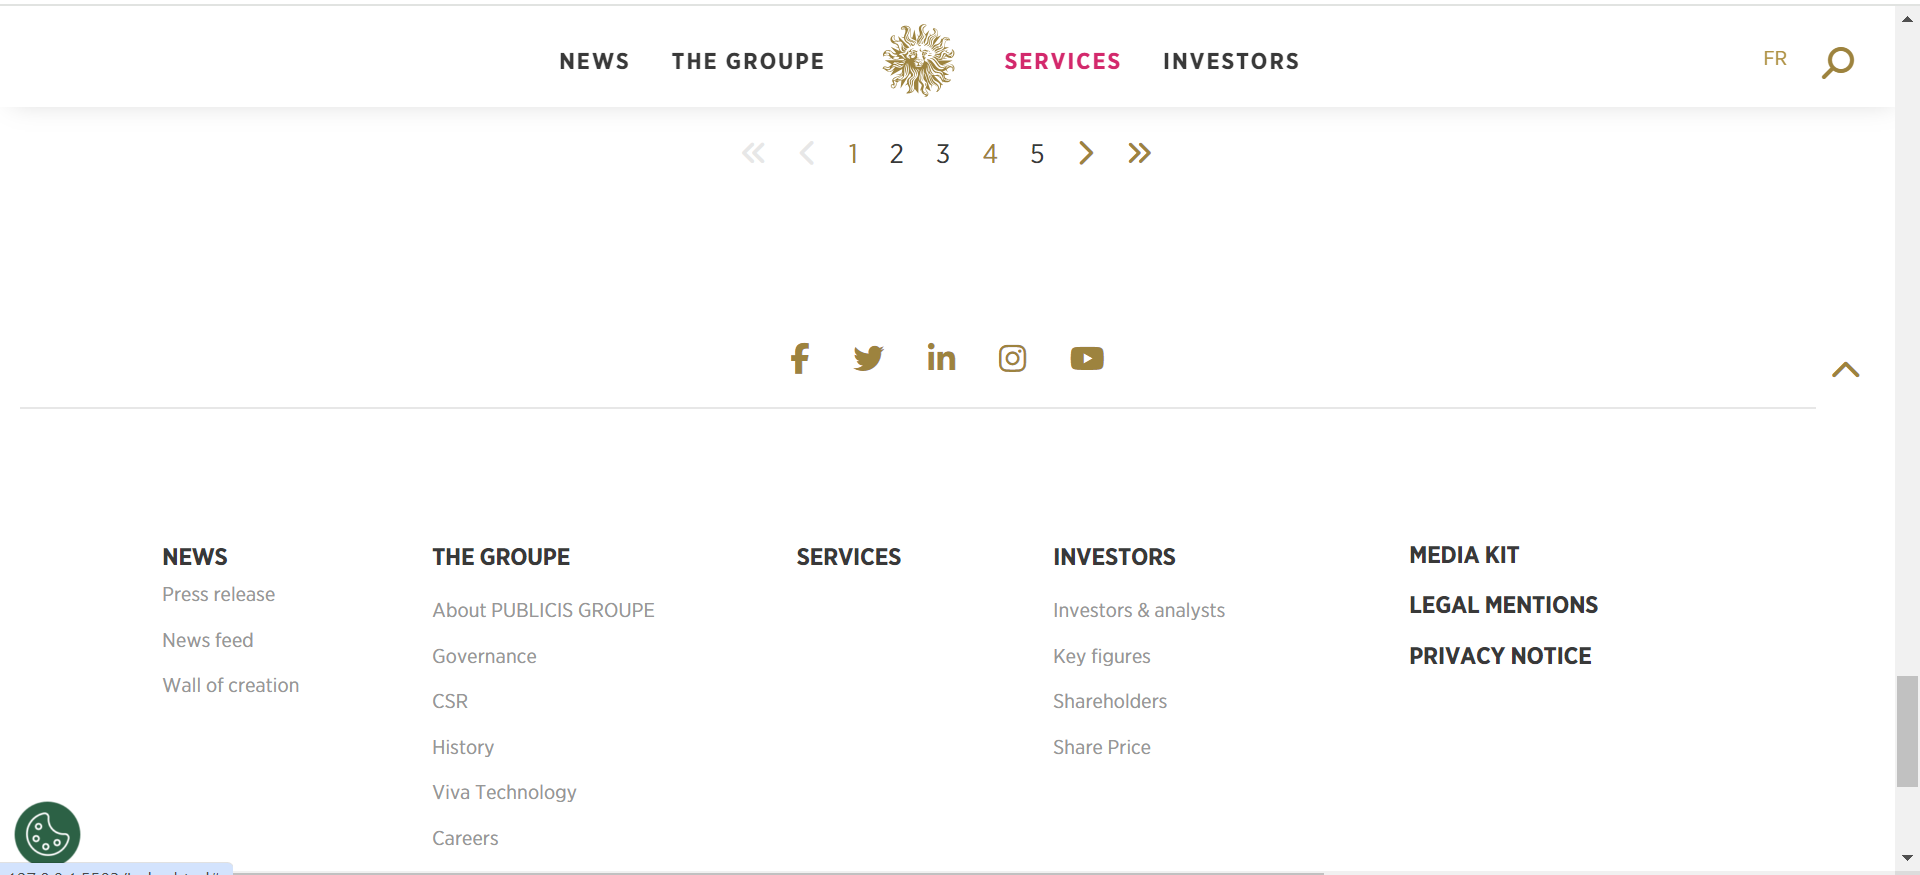 NEWS THE GROUPE SERVICES INVESTORS FR
1 2 3 4 5
NEWS
Press release
News feed
Wall of creation
THE GROUPE
About PUBLICIS GROUPE
Governance
CSR
History
Viva Technology
Careers
SERVICES
INVESTORS
Investors & analysts
Key figures
Shareholders
Share Price
MEDIA KIT
LEGAL MENTIONS
PRIVACY NOTICE